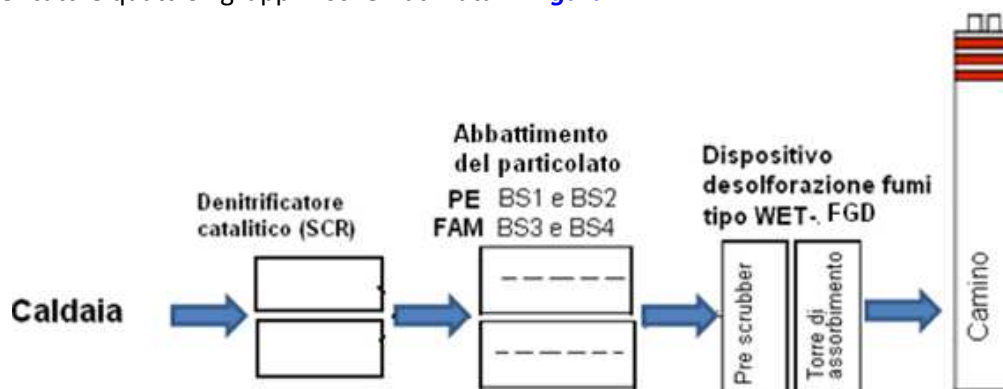 Abbattimento
del particolato
PE BS1 e BS2
FAM BS3 e BS4
Dispositivo
desolforazione fumi
tipo WET-. FGD
Denitrificatore
catalitico (SCR)
Caldaia
Pre scrubber
Torre di
assorbimento
Camino